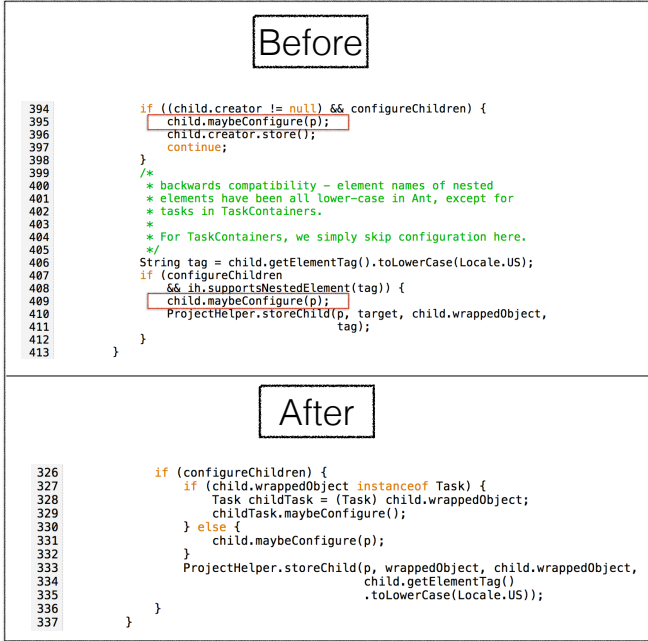 Before
394 if ((child.creator != null) && configureChildren) {
395 child.maybeConfigure(p);
396 child.creator.store();
397 continue;
398 }
399 /*
400 * backwards compatibility – element names of nested
401 * elements have been all lower-case in Ant, except for
402 * tasks in TaskContainers.
403 *
404 * For TaskContainers, we simply skip configuration here.
405 */
406 String tag = child.getElementTag().toLowerCase(Locale.US);
407 if (configureChildren
408 && ih.supportsNestedElement(tag)) {
409 child.maybeConfigure(p);
410 ProjectHelper.storeChild(p, target, child.wrappedObject,
411 tag);
412 }
413 }
After
326 if (configureChildren) {
327 if (child.wrappedObject instanceof Task) {
328 Task childTask = (Task) child.wrappedObject;
329 childTask.maybeConfigure();
330 } else {
331 child.maybeConfigure(p);
332 }
333 ProjectHelper.storeChild(p, wrappedObject, child.wrappedObject,
334 child.getElementTag()
335 .toLowerCase(Locale.US));
336 }
337 }